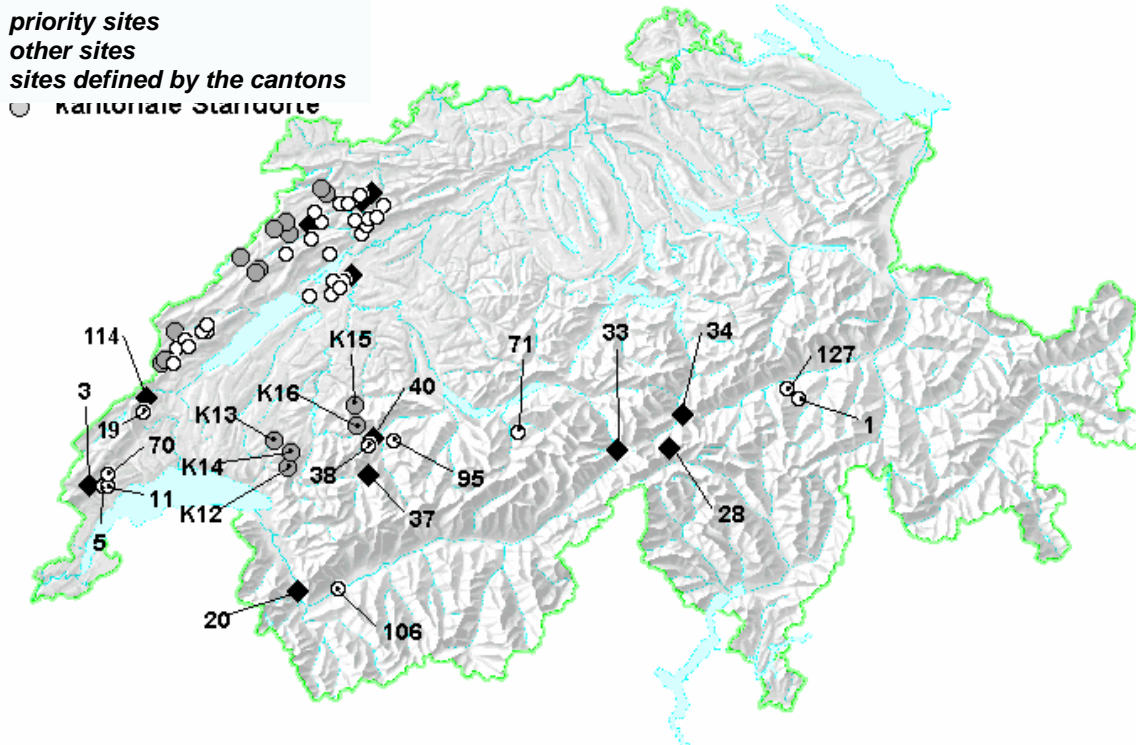 priority sites
other sites
sites defined by the cantons
kantonale Standorte
K15
71
33
34
127
114
K16
40
3
K13
1
19
70
K14
38
95
11
K12
37
28
5
20
106